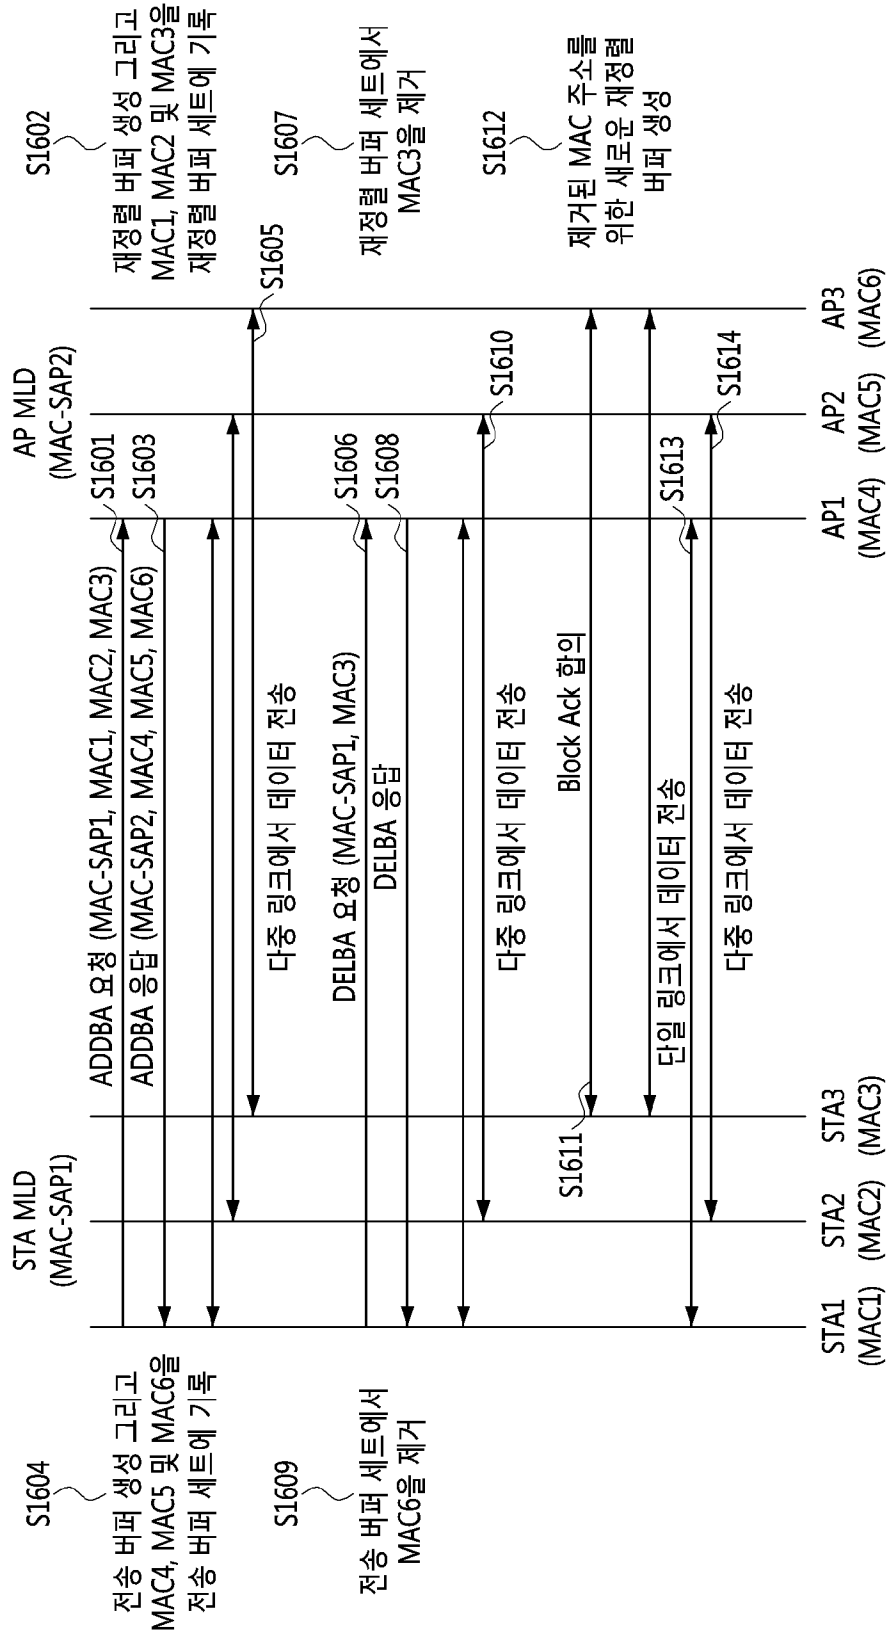 STA MLD
(MAC-SAP1)
AP MLD
(MAC-SAP2)
S1604
전송 버퍼 생성 그리고
MAC4, MAC5 및 MAC6을
전송 버퍼 세트에 기록
ADDBA 요청 (MAC-SAP1, MAC1, MAC2, MAC3)
S1601
ADDBA 응답 (MAC-SAP2, MAC4, MAC5, MAC6)
S1603
S1602
재정렬 버퍼 생성 그리고
MAC1, MAC2 및 MAC3을
재정렬 버퍼 세트에 기록
다중 링크에서 데이터 전송
S1605
S1609
전송 버퍼 세트에서
MAC6을 제거
DELBA 요청 (MAC-SAP1, MAC3)
S1606
DELBA 응답
S1608
S1607
재정렬 버퍼 세트에서
MAC3을 제거
다중 링크에서 데이터 전송
S1610
S1611
Block Ack 합의
S1612
제거된 MAC 주소를
위한 새로운 재정렬
버퍼 생성
단일 링크에서 데이터 전송
S1613
다중 링크에서 데이터 전송
S1614
STA1
(MAC1)
STA2
(MAC2)
STA3
(MAC3)
AP1
(MAC4)
AP2
(MAC5)
AP3
(MAC6)